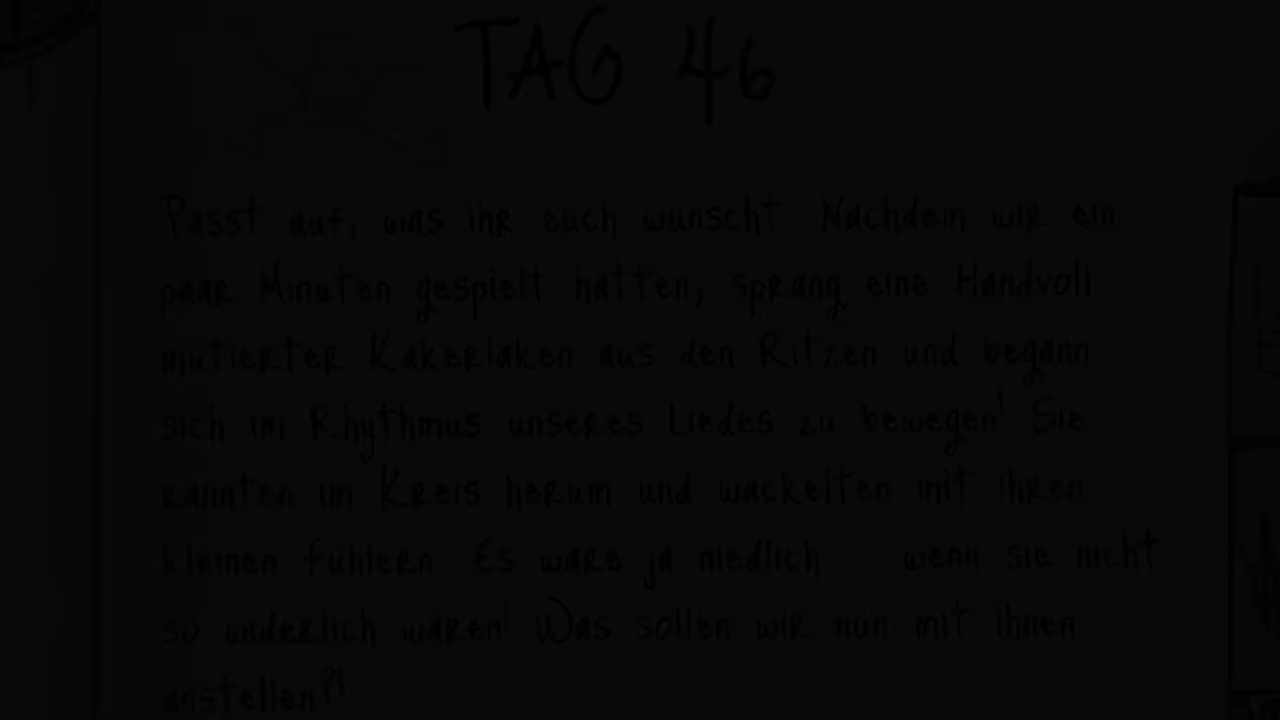 TAG 46
Passt auf, was ihr euch wünscht. Nachdem wir ein
paar Minuten gespielt hatten, sprang eine Handvoll
mutierter Kakerlaken aus den Ritzen und begann
sich im Rhythmus unseres Liedes zu bewegen! Sie
rannten im Kreis herum und wackelten mit ihren
kleinen fühlern. Es wäre ja niedlich... wenn sie nicht
so widerlich wären! Was sollen wir nun mit ihnen
anstellen?!